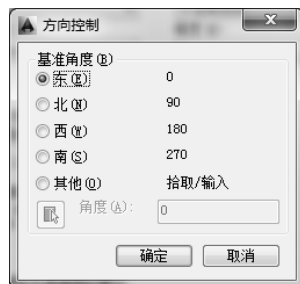 方向控制
基准角度(B)
东(E) 0
北(N) 90
西(W) 180
南(S) 270
其他(O) 拾取/输入
角度(A): 0
确定 取消